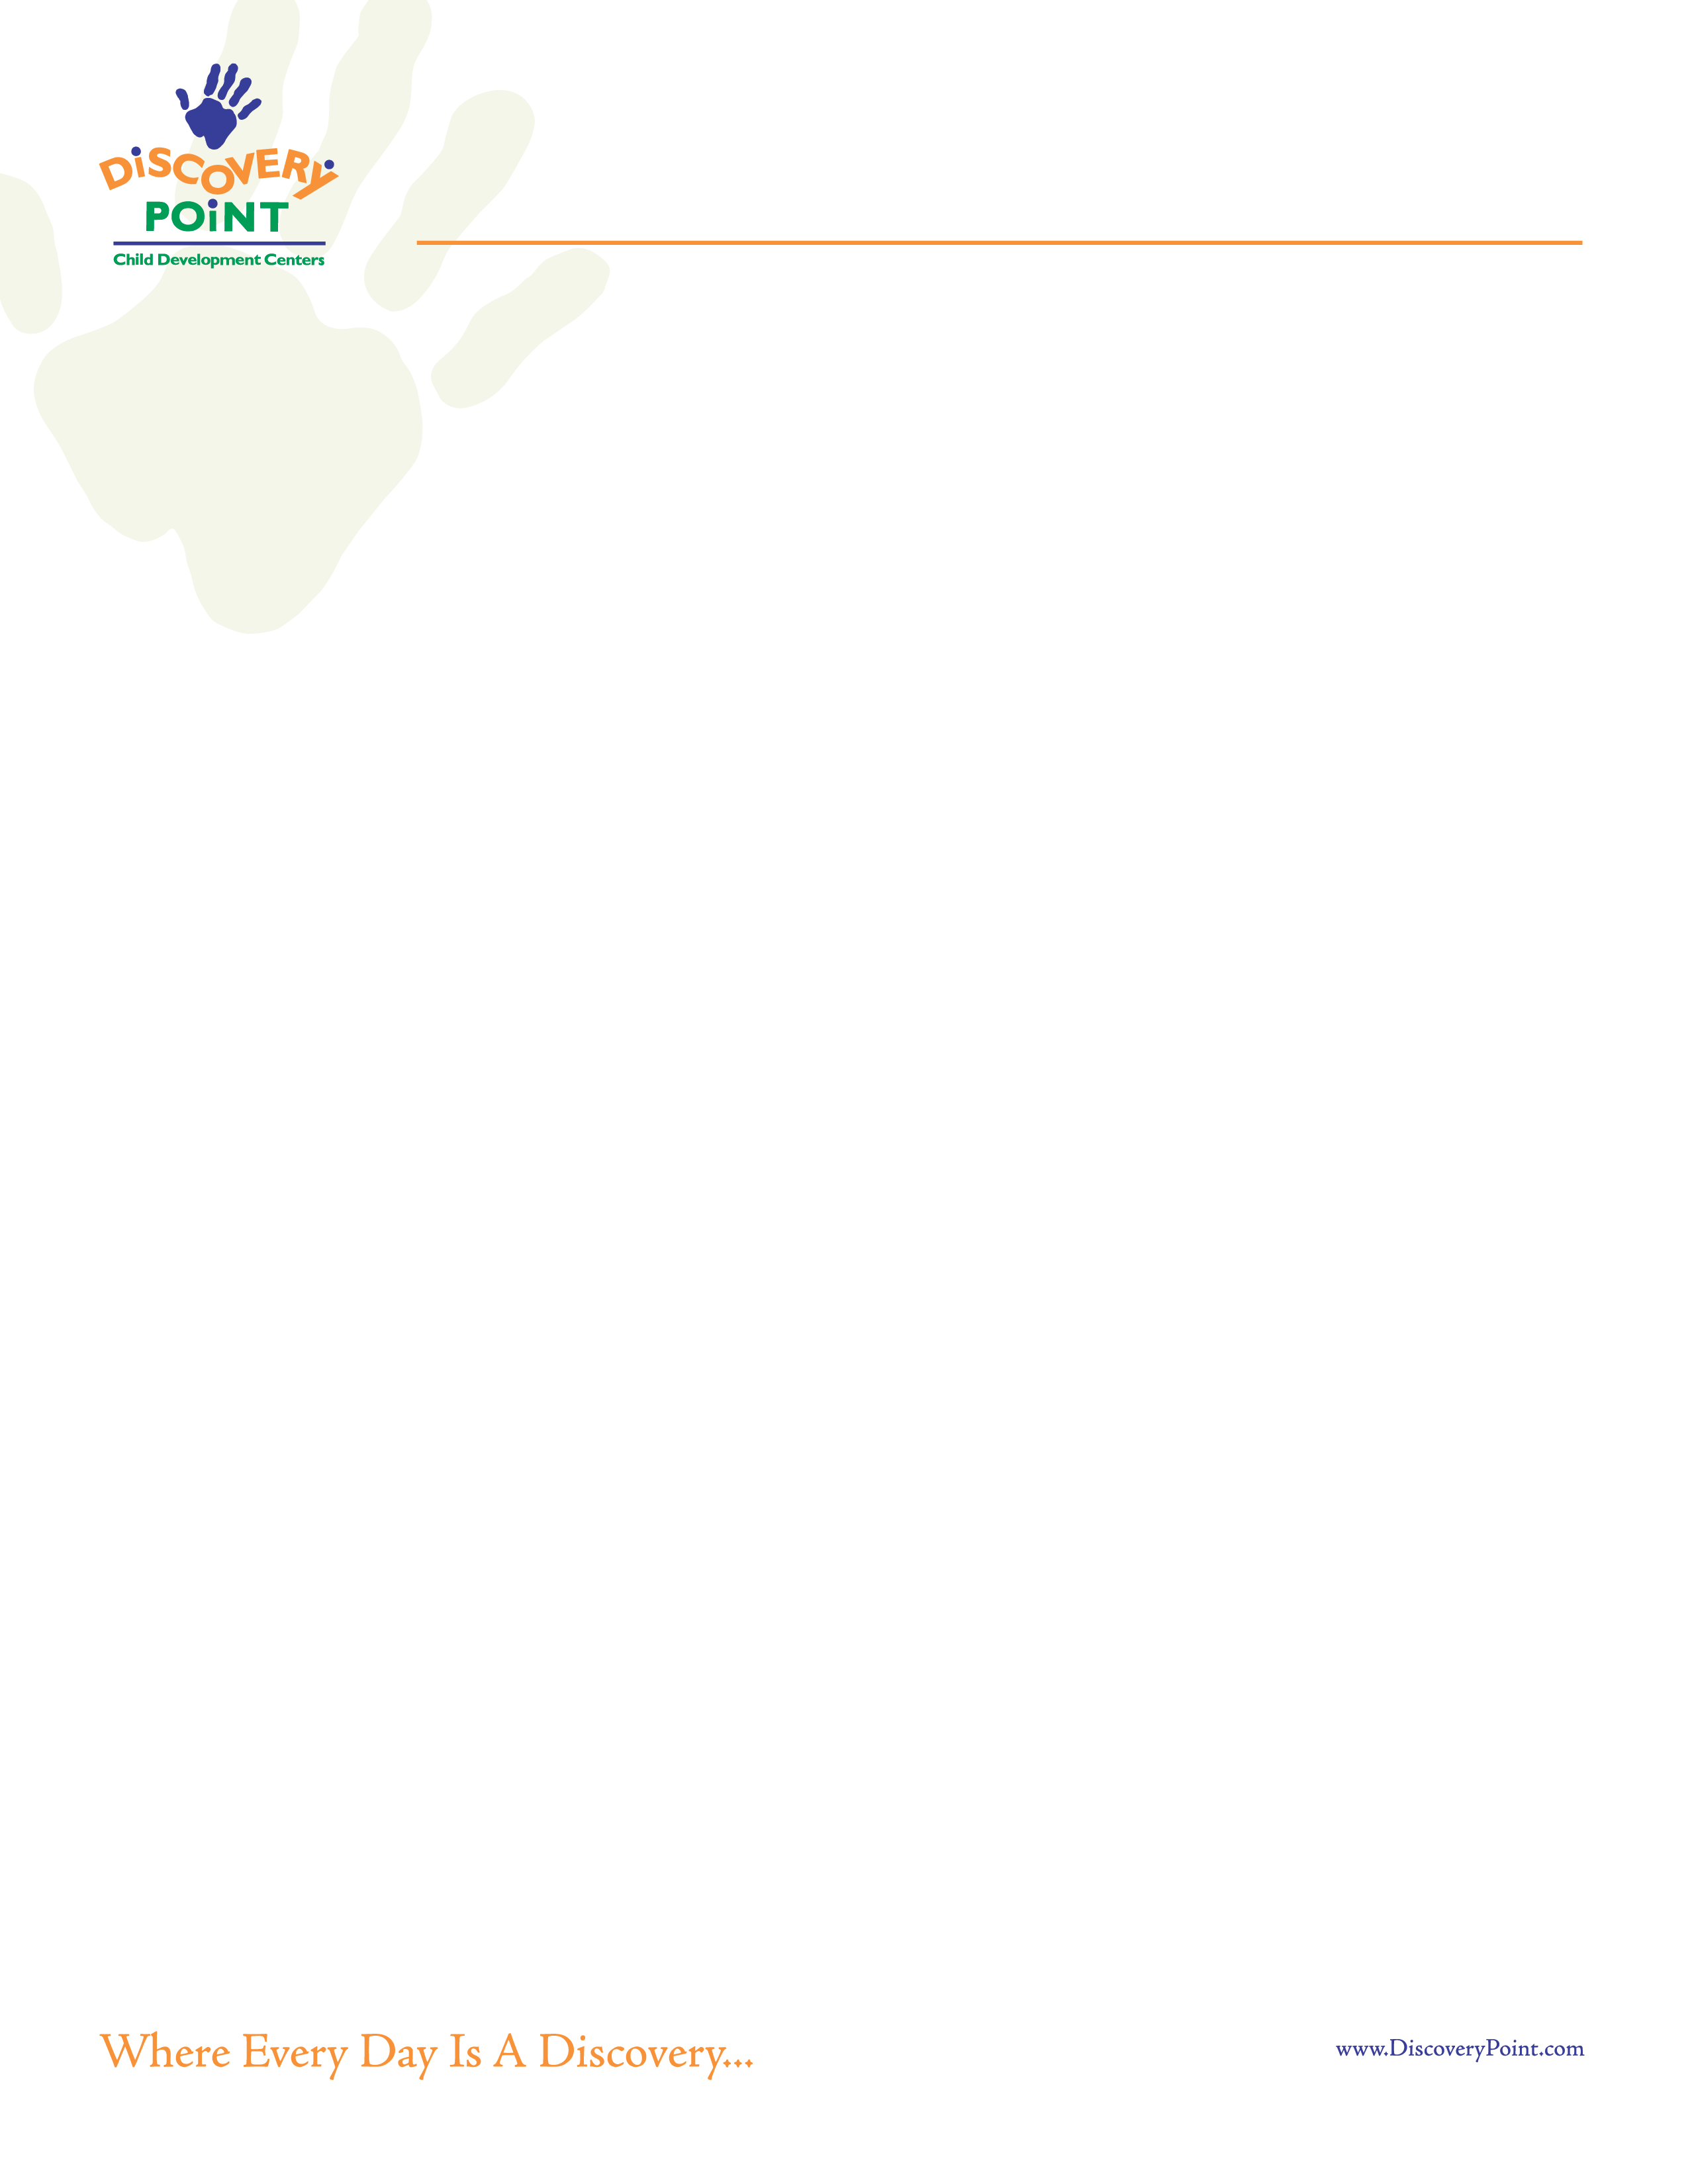 DiSCOVERy
POiNT
Child Development Centers
Where Every Day Is A Discovery...
www.DiscoveryPoint.com